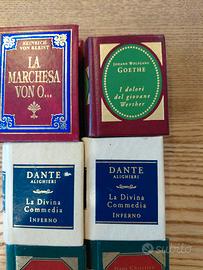 HEINRICH
VON KLEIST
LA
MARCHESA
VON O...
JOHANN WOLFGANG
GOETHE
I dolori
del giovane
Werther
DANTE
ALIGHIERI
La Divina
Commedia
INFERNO
DANTE
ALIGHIERI
La Divina
Commedia
INFERNO
subito